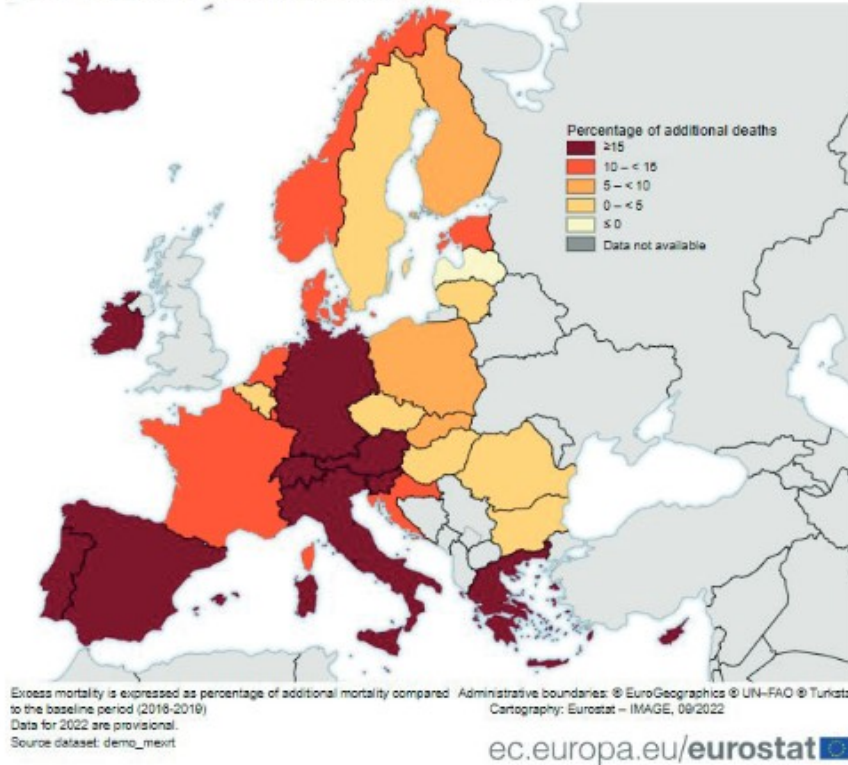 Percentage of additional deaths
≥15
10 – < 15
5 – < 10
0 – < 5
≤ 0
Data not available
Excess mortality is expressed as percentage of additional mortality compared
to the baseline period (2016-2019)
Data for 2022 are provisional.
Source dataset: demo_mexrt
Administrative boundaries: © EuroGeographics © UN–FAO © Turksta
Cartography: Eurostat – IMAGE, 09/2022
ec.europa.eu/eurostat